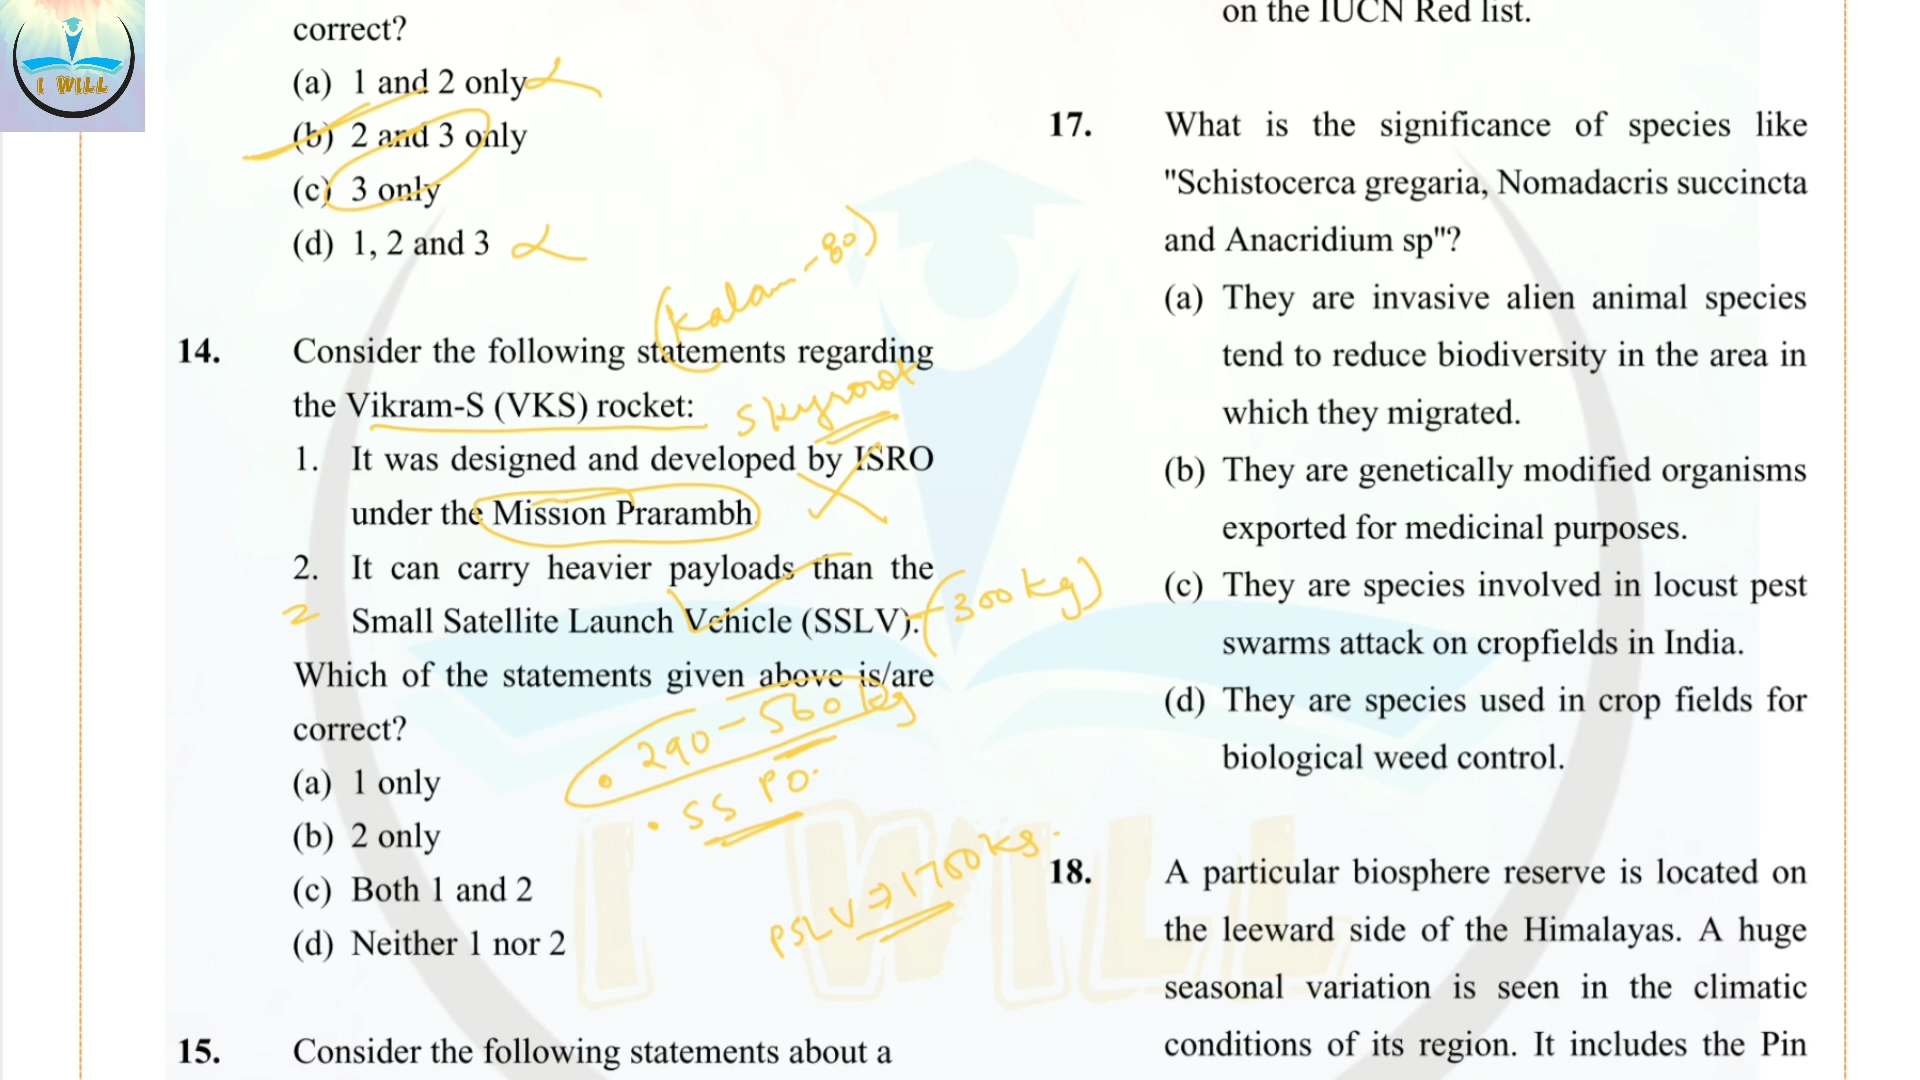 I WILL
correct?
(a) 1 and 2 only
(b) 2 and 3 only
(c) 3 only
(d) 1, 2 and 3
(Kalam-80)
14. Consider the following statements regarding
the Vikram-S (VKS) rocket:
Skyroot
1. It was designed and developed by ISRO
under the Mission Prarambh.
2. It can carry heavier payloads than the
2
Small Satellite Launch Vehicle (SSLV).
(300kg)
Which of the statements given above is/are
correct?
290-560kg
SSPO.
(a) 1 only
(b) 2 only
(c) Both 1 and 2
(d) Neither 1 nor 2
PSLV → 1750kg.
15. Consider the following statements about a
on the IUCN Red list.
17. What is the significance of species like
"Schistocerca gregaria, Nomadacris succincta
and Anacridium sp"?
(a) They are invasive alien animal species
tend to reduce biodiversity in the area in
which they migrated.
(b) They are genetically modified organisms
exported for medicinal purposes.
(c) They are species involved in locust pest
swarms attack on cropfields in India.
(d) They are species used in crop fields for
biological weed control.
I WILL
18. A particular biosphere reserve is located on
the leeward side of the Himalayas. A huge
seasonal variation is seen in the climatic
conditions of its region. It includes the Pin